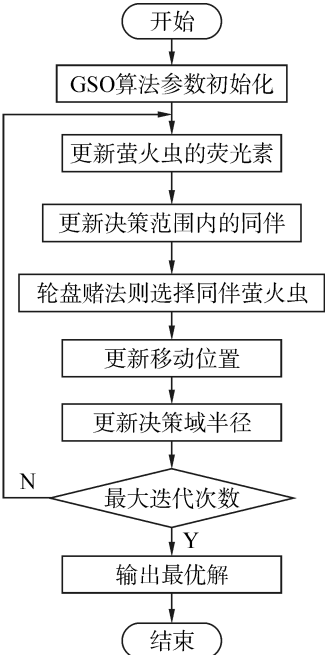 开始
GSO算法参数初始化
更新萤火虫的荧光素
更新决策范围内的同伴
轮盘赌法则选择同伴萤火虫
更新移动位置
更新决策域半径
N
最大迭代次数
Y
输出最优解
结束